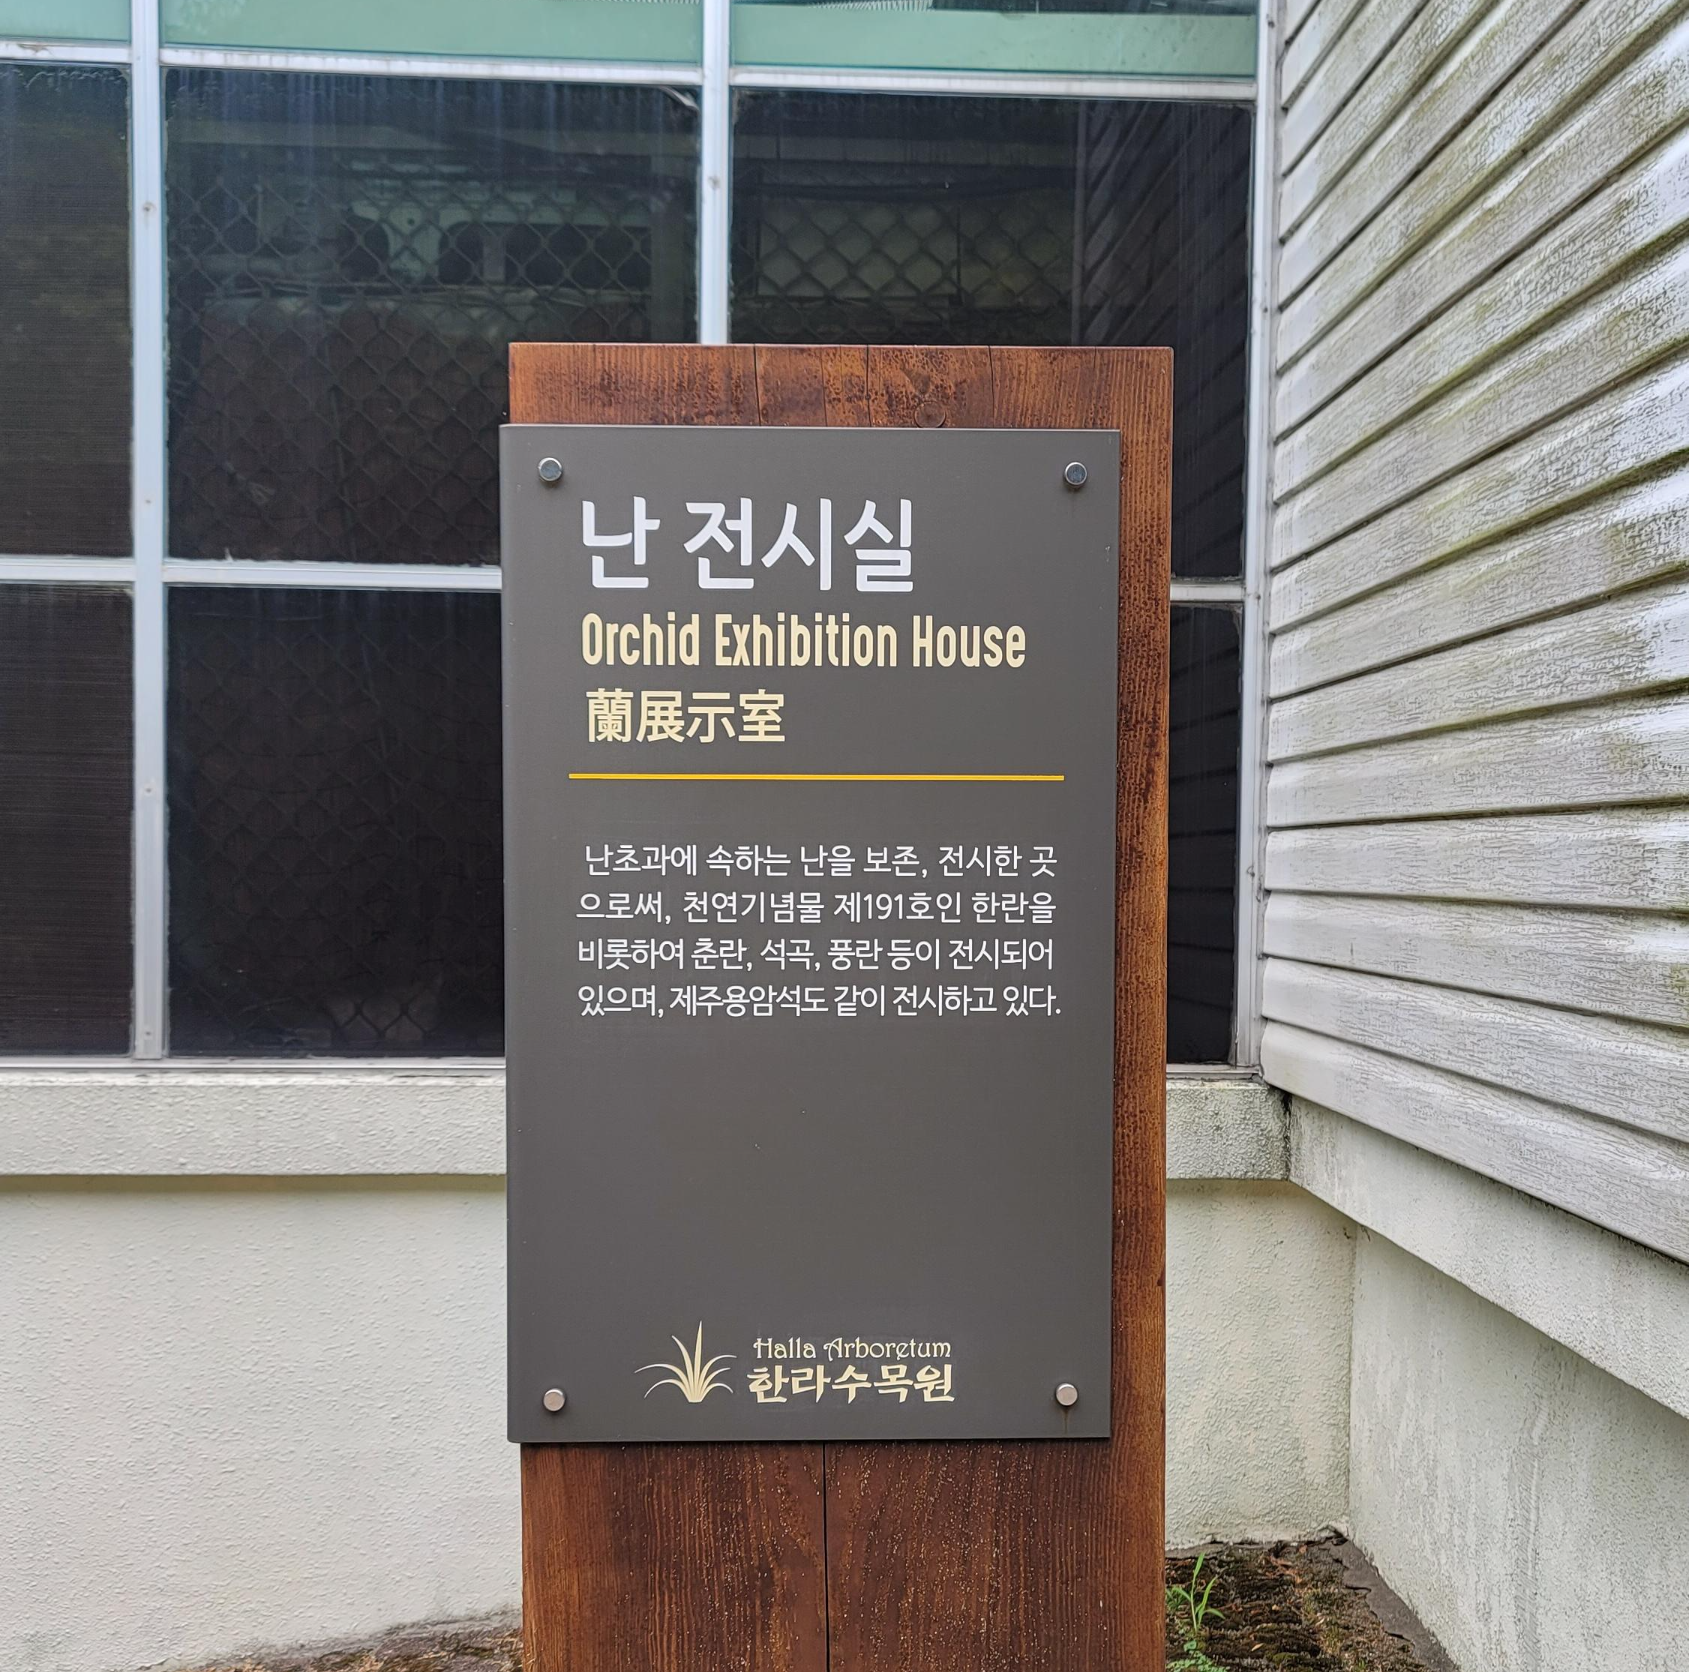 난 전시실
Orchid Exhibition House
蘭展示室
난초과에 속하는 난을 보존, 전시한 곳
으로써, 천연기념물 제191호인 한란을
비롯하여 춘란, 석곡, 풍란 등이 전시되어
있으며, 제주용암석도 같이 전시하고 있다.
Halla Arboretum
한라수목원